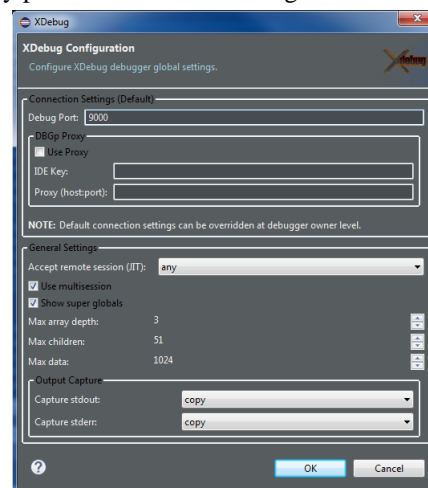 XDebug
XDebug Configuration
Configure XDebug debugger global settings.
Xdebug
Connection Settings (Default)
Debug Port: 9000
DBGp Proxy
Use Proxy
IDE Key:
Proxy (host:port):
NOTE: Default connection settings can be overridden at debugger owner level.
General Settings
Accept remote session (JIT): any
Use multisession
Show super globals
Max array depth: 3
Max children: 51
Max data: 1024
Output Capture
Capture stdout: copy
Capture stderr: copy
OK Cancel